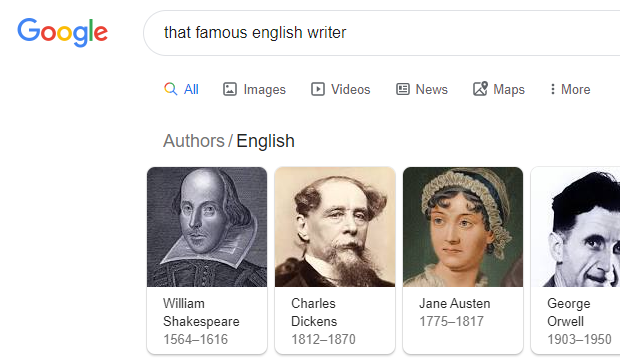 Google
that famous english writer
All Images Videos News Maps More
Authors / English
William Shakespeare
1564–1616
Charles Dickens
1812–1870
Jane Austen
1775–1817
George Orwell
1903–1950